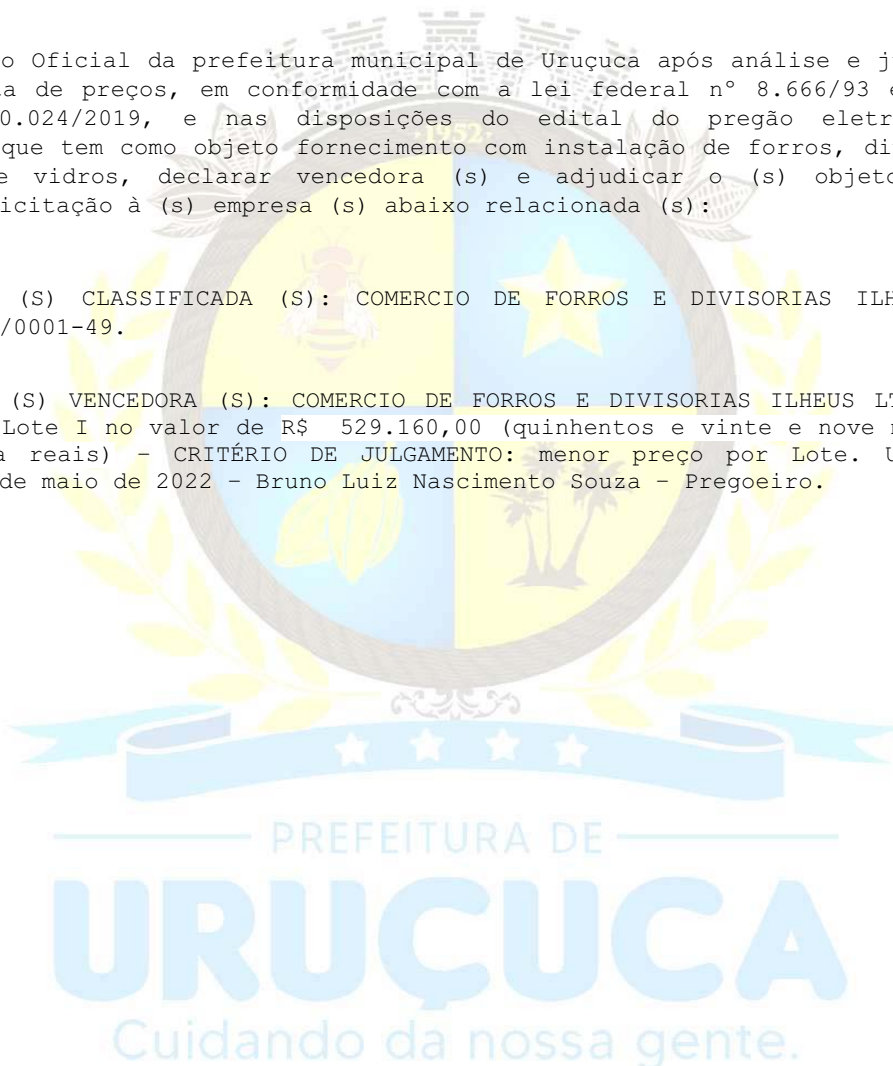 o Oficial da prefeitura municipal de Uruçuca após análise e j
a de preços, em conformidade com a lei federal nº 8.666/93 e
0.024/2019, e nas disposições do edital do pregão eletr
que tem como objeto fornecimento com instalação de forros, di
e vidros, declarar vencedora (s) e adjudicar o (s) objeto
icitação à (s) empresa (s) abaixo relacionada (s):
(S) CLASSIFICADA (S): COMERCIO DE FORROS E DIVISORIAS ILH
/0001-49.
(S) VENCEDORA (S): COMERCIO DE FORROS E DIVISORIAS ILHEUS LT
Lote I no valor de R$ 529.160,00 (quinhentos e vinte e nove
a reais) – CRITÉRIO DE JULGAMENTO: menor preço por Lote. U
de maio de 2022 – Bruno Luiz Nascimento Souza – Pregoeiro.
1952
PREFEITURA DE
URUÇUCA
Cuidando da nossa gente.